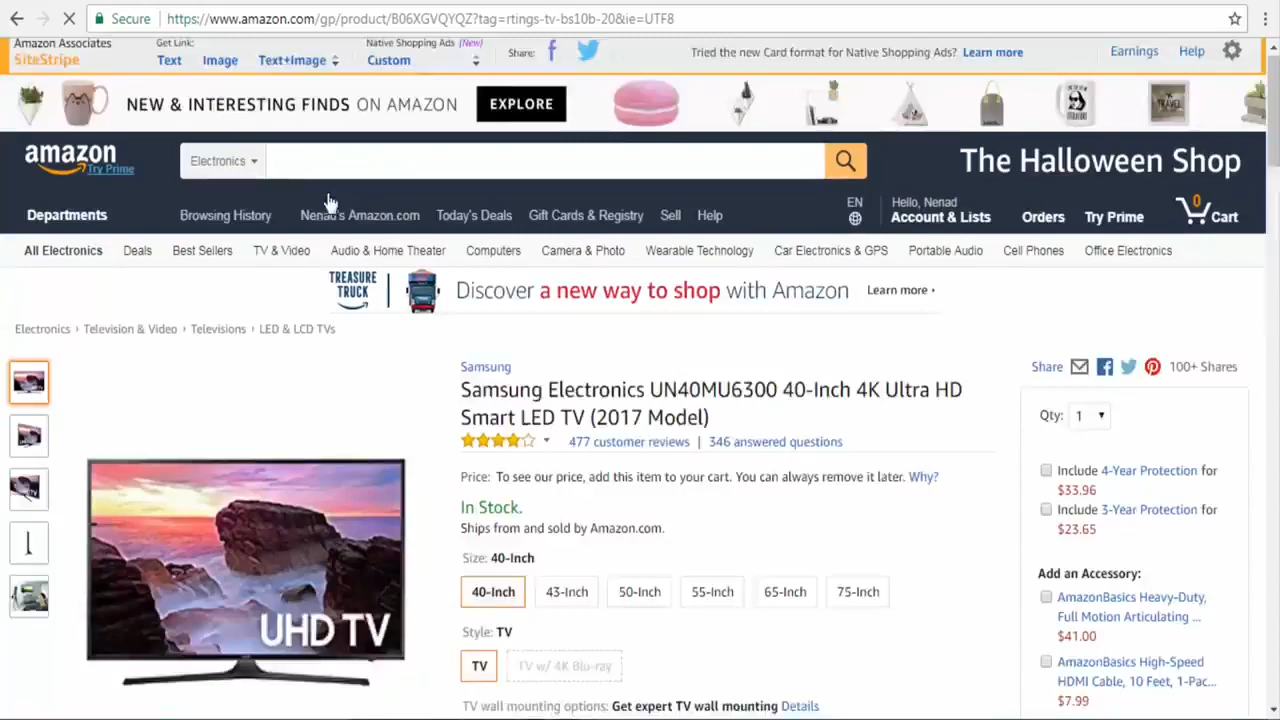 Secure
https://www.amazon.com/gp/product/B06XGVQYQZ?tag=rtings-tv-bs10b-20&ie=UTF8
Amazon Associates
SiteStripe
Get Link:
Text Image Text+Image
Native Shopping Ads (New)
Custom
Share:
Tried the new Card format for Native Shopping Ads? Learn more
Earnings Help
NEW & INTERESTING FINDS ON AMAZON EXPLORE
amazon
Try Prime
Electronics
The Halloween Shop
Departments
Browsing History Nenad's Amazon.com Today's Deals Gift Cards & Registry Sell Help
EN
Hello, Nenad
Account & Lists
Orders Try Prime
0
Cart
All Electronics Deals Best Sellers TV & Video Audio & Home Theater Computers Camera & Photo Wearable Technology Car Electronics & GPS Portable Audio Cell Phones Office Electronics
TREASURE
TRUCK
Discover a new way to shop with Amazon Learn more ›
Electronics › Television & Video › Televisions › LED & LCD TVs
UHD TV
Samsung
Samsung Electronics UN40MU6300 40-Inch 4K Ultra HD
Smart LED TV (2017 Model)
477 customer reviews | 346 answered questions
Price: To see our price, add this item to your cart. You can always remove it later. Why?
In Stock.
Ships from and sold by Amazon.com.
Size: 40-Inch
40-Inch 43-Inch 50-Inch 55-Inch 65-Inch 75-Inch
Style: TV
TV TV w/ 4K Blu-ray
TV wall mounting options: Get expert TV wall mounting Details
Share 100+ Shares
Qty: 1
Include 4-Year Protection for
$33.96
Include 3-Year Protection for
$23.65
Add an Accessory:
AmazonBasics Heavy-Duty,
Full Motion Articulating ...
$41.00
AmazonBasics High-Speed
HDMI Cable, 10 Feet, 1-Pac...
$7.99